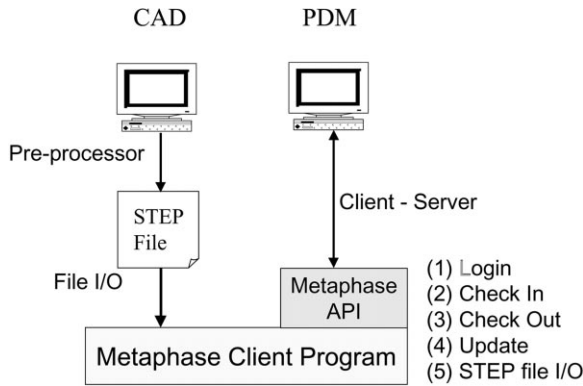 CAD
PDM
Pre-processor
STEP
File
Client - Server
File I/O
Metaphase
API
(1) Login
(2) Check In
(3) Check Out
(4) Update
(5) STEP file I/O
Metaphase Client Program